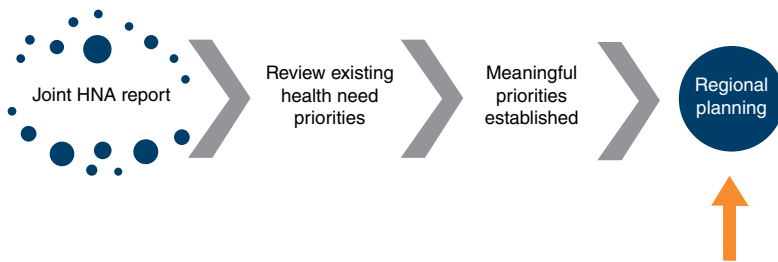 Joint HNA report
Review existing
health need
priorities
Meaningful
priorities
established
Regional
planning